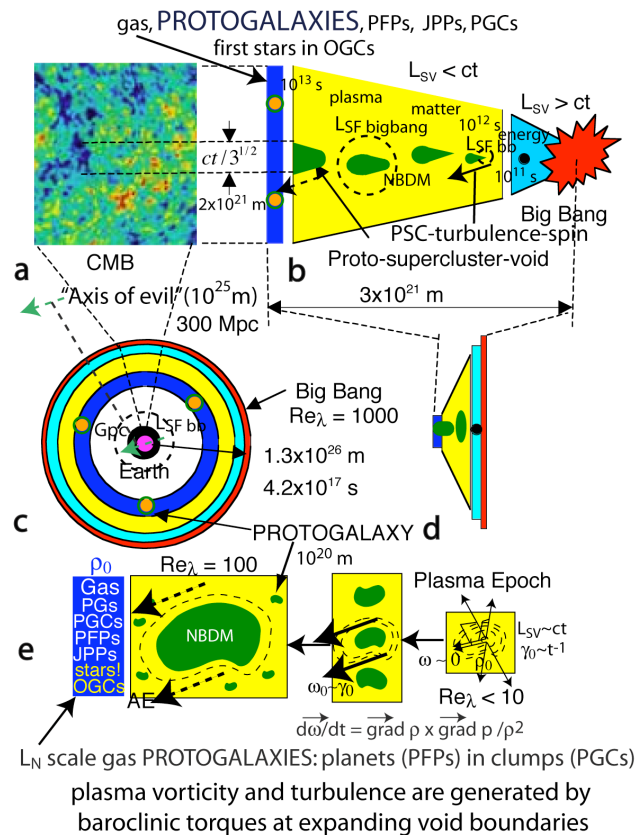 gas, PROTOGALAXIES, PFPs, JPPs, PGCs
first stars in OGCs
10¹³ s
L_SV < ct
plasma
matter
10¹² s
L_SV > ct
energy
L_SF bigbang
L_SF bb
10¹¹ s
ct / 3^1/2
NBDM
2x10²¹ m
Big Bang
PSC-turbulence-spin
Proto-supercluster-void
a
CMB
b
"Axis of evil" (10²⁵m)
300 Mpc
3x10²¹ m
Big Bang
Re_λ = 1000
Gpc
L_SF bb
Earth
1.3x10²⁶ m
4.2x10¹⁷ s
c
PROTOGALAXY
d
10²⁰ m
ρ₀
Re_λ = 100
Plasma Epoch
Gas
PGs
PGCs
PFPs
JPPs
stars!
OGCs
e
NBDM
AE
ω₀~γ₀
L_SV~ct
γ₀~t⁻¹
ω ~ 0
ρ₀
Re_λ < 10
dω/dt = grad ρ x grad p /ρ²
L_N scale gas PROTOGALAXIES: planets (PFPs) in clumps (PGCs)
plasma vorticity and turbulence are generated by
baroclinic torques at expanding void boundaries